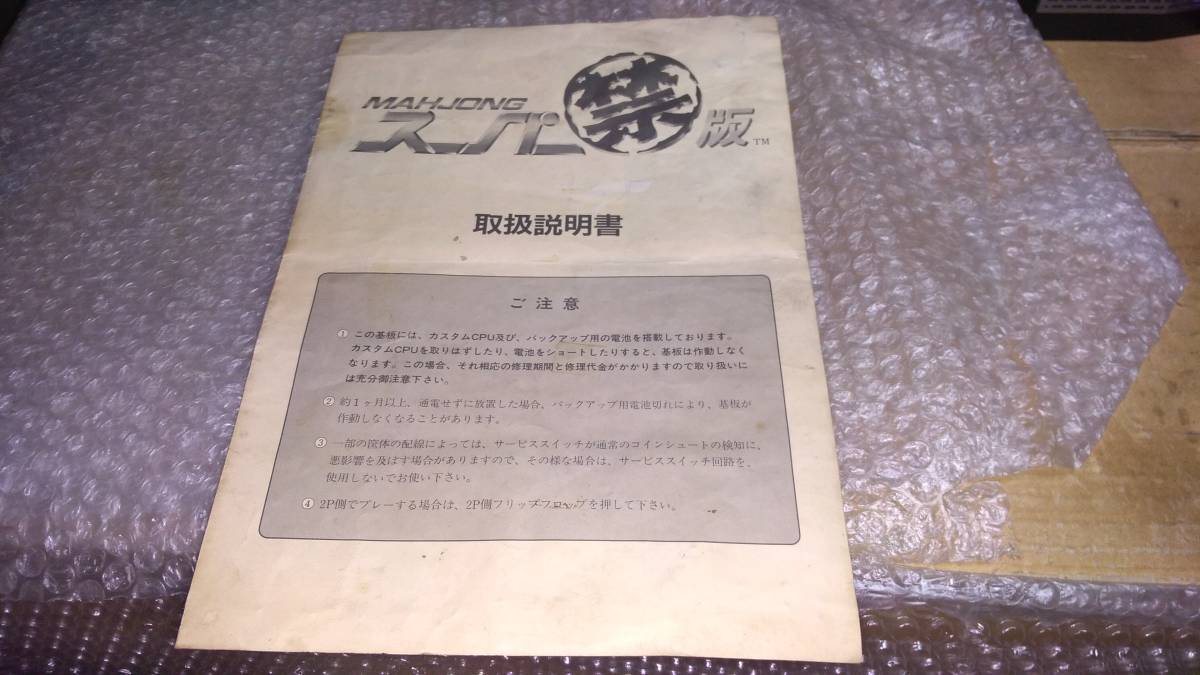 MAHJONG
スーパー禁版™
取扱説明書
ご注意
① この基板には、カスタムCPU及び、バックアップ用の電池を搭載しております。
カスタムCPUを取りはずしたり、電池をショートしたりすると、基板は作動しなく
なります。この場合、それ相応の修理期間と修理代金がかかりますので取り扱いに
は充分御注意下さい。
② 約1ヶ月以上、通電せずに放置した場合、バックアップ用電池切れにより、基板が
作動しなくなることがあります。
③ 一部の筐体の配線によっては、サービススイッチが通常のコインシュートの検知に、
悪影響を及ぼす場合がありますので、その様な場合は、サービススイッチ回路を、
使用しないでお使い下さい。
④ 2P側でプレーする場合は、2P側フリップフロップを押して下さい。